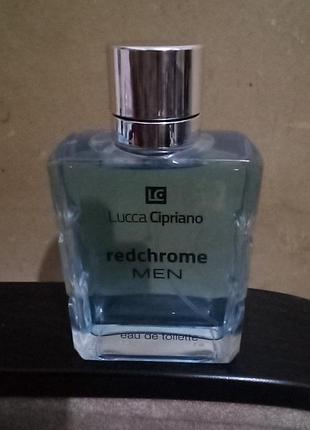 LC
Lucca Cipriano
redchrome
MEN
eau de toilette